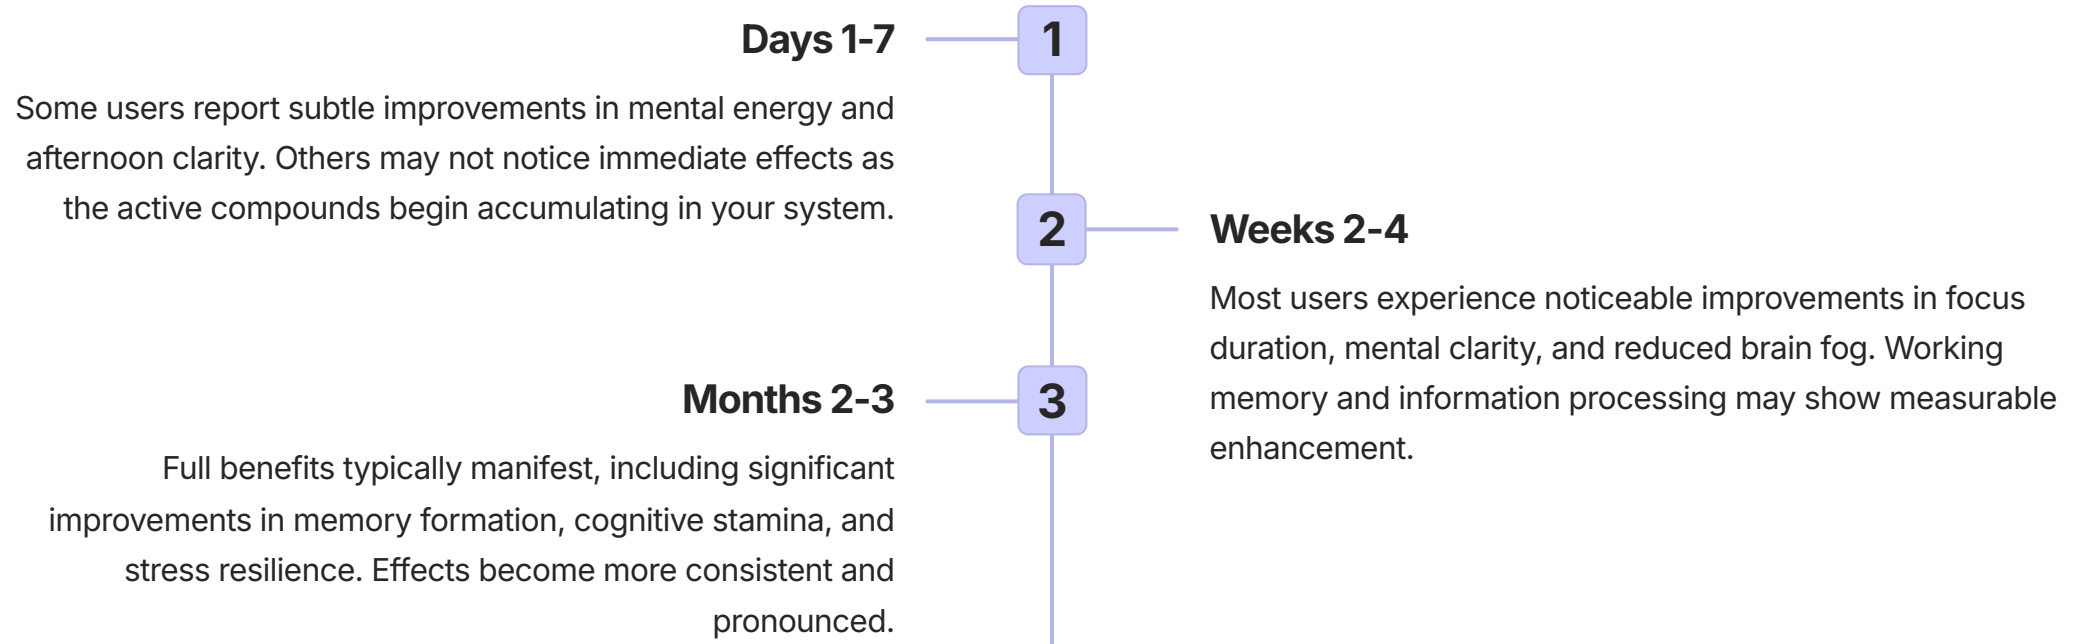 Days 1-7
1
Some users report subtle improvements in mental energy and
afternoon clarity. Others may not notice immediate effects as
the active compounds begin accumulating in your system.
2
Weeks 2-4
Most users experience noticeable improvements in focus
duration, mental clarity, and reduced brain fog. Working
memory and information processing may show measurable
enhancement.
Months 2-3
3
Full benefits typically manifest, including significant
improvements in memory formation, cognitive stamina, and
stress resilience. Effects become more consistent and
pronounced.